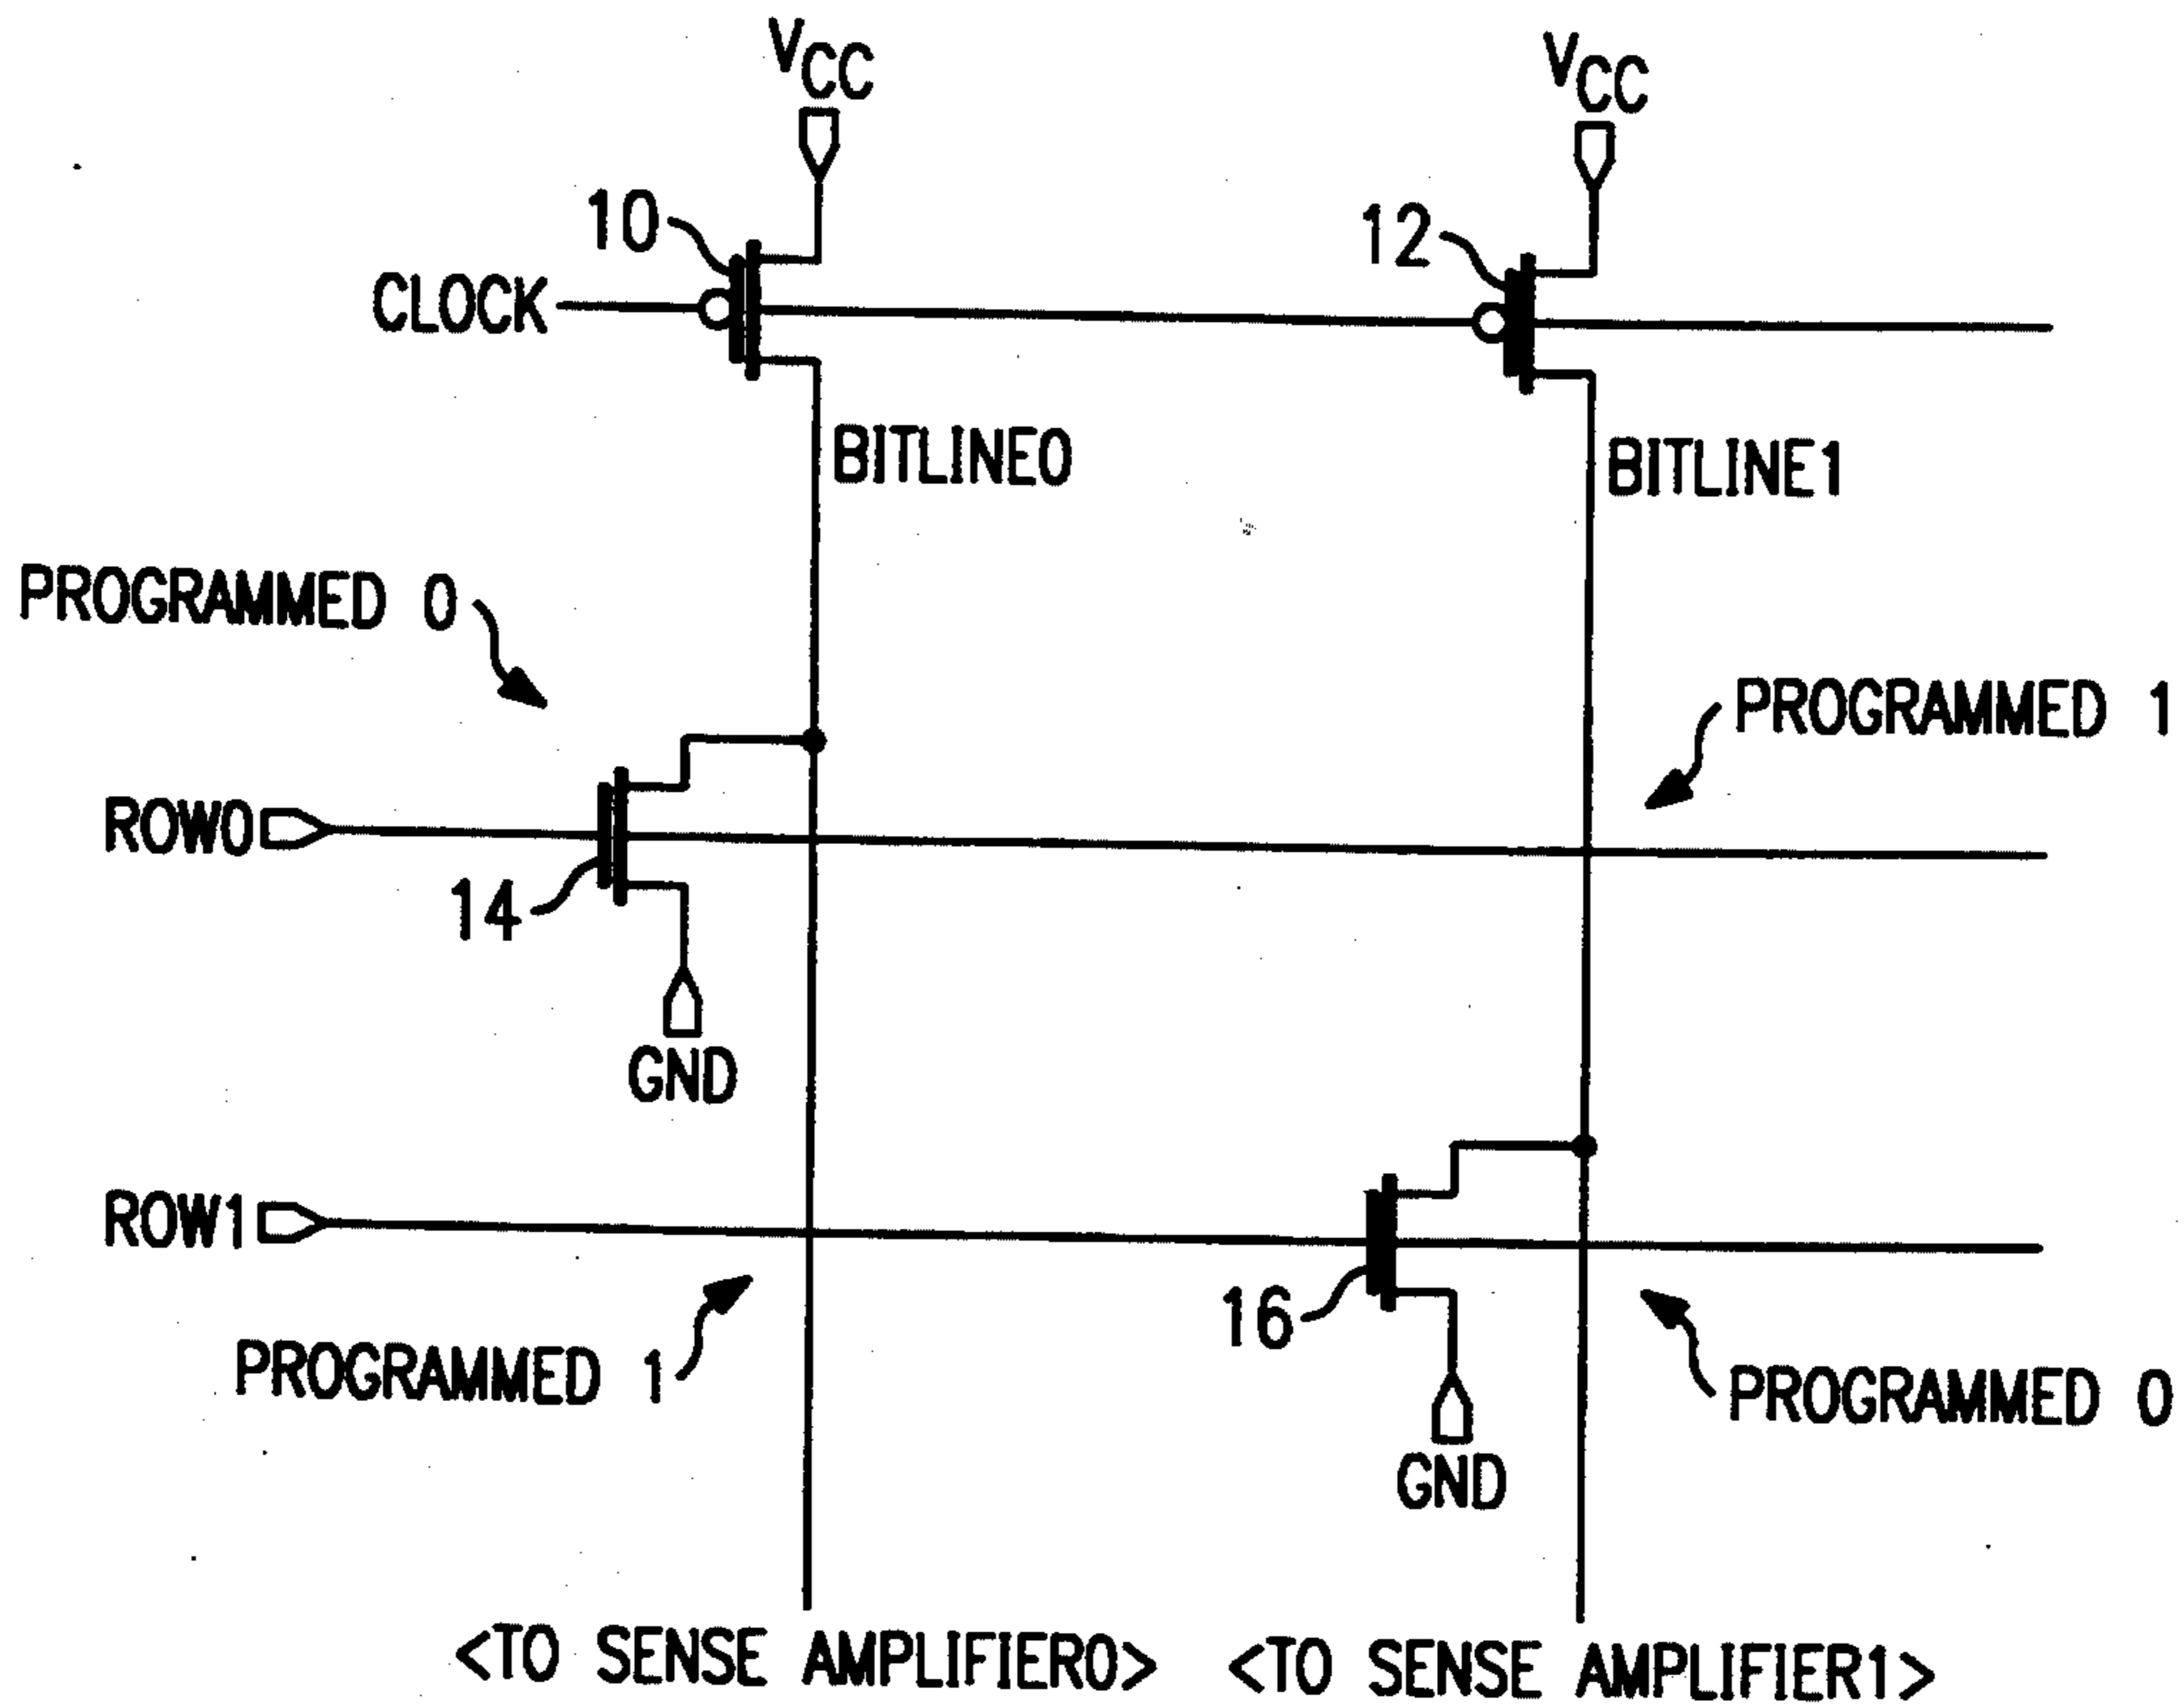 VCC
VCC
10
12
CLOCK
BITLINE0
BITLINE1
PROGRAMMED 0
PROGRAMMED 1
ROW0
14
GND
ROW1
16
PROGRAMMED 1
PROGRAMMED 0
GND
<TO SENSE AMPLIFIER0>
<TO SENSE AMPLIFIER1>